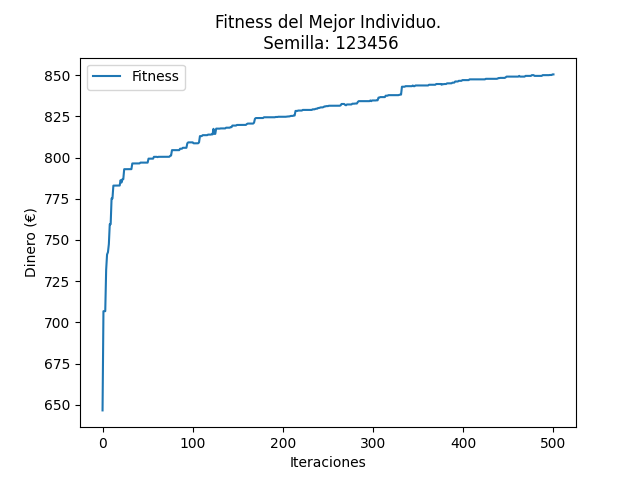 Fitness del Mejor Individuo.
Semilla: 123456
Fitness
850
825
800
775
750
725
700
675
650
Dinero (€)
0 100 200 300 400 500
Iteraciones